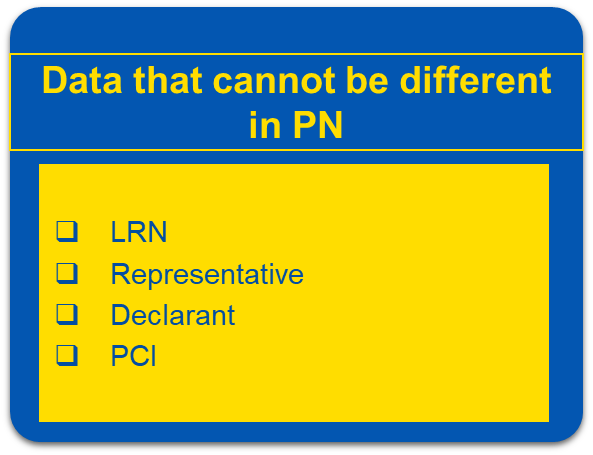 Data that cannot be different
in PN
❑ LRN
❑ Representative
❑ Declarant
❑ PCI